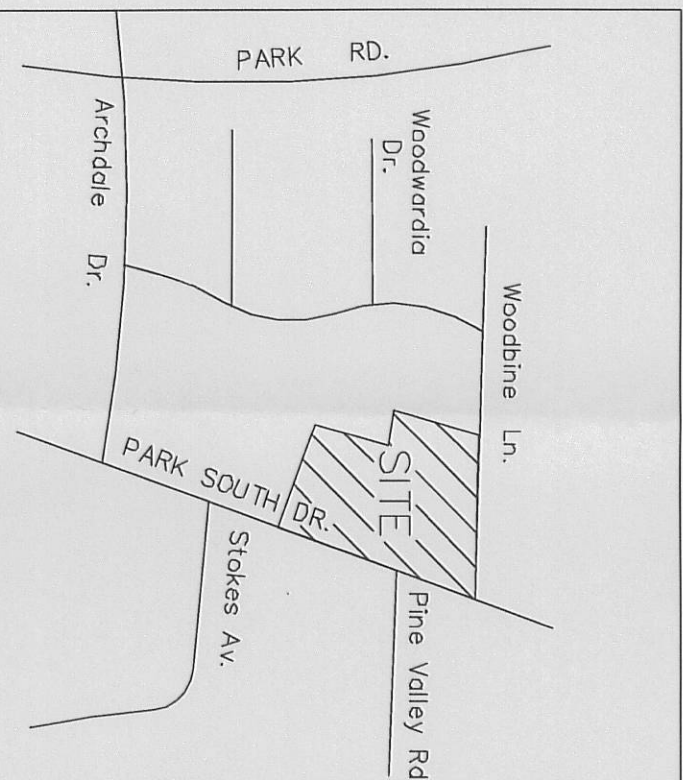 PARK RD.
Woodwardia
Dr.
Archdale Dr.
Woodbine Ln.
SITE
PARK SOUTH DR.
Stokes Av.
Pine Valley Rd